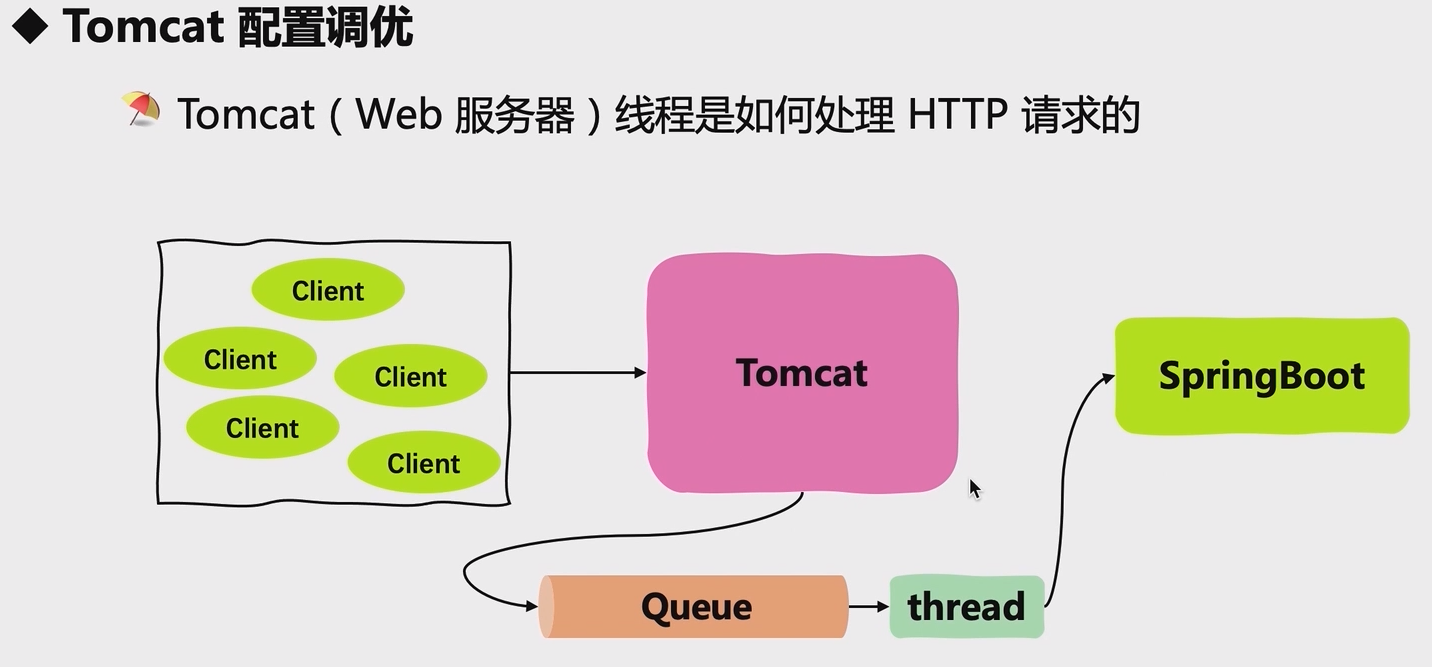 Tomcat 配置调优
Tomcat（Web 服务器）线程是如何处理 HTTP 请求的
Client
Client
Client
Client
Client
Tomcat
SpringBoot
Queue
thread